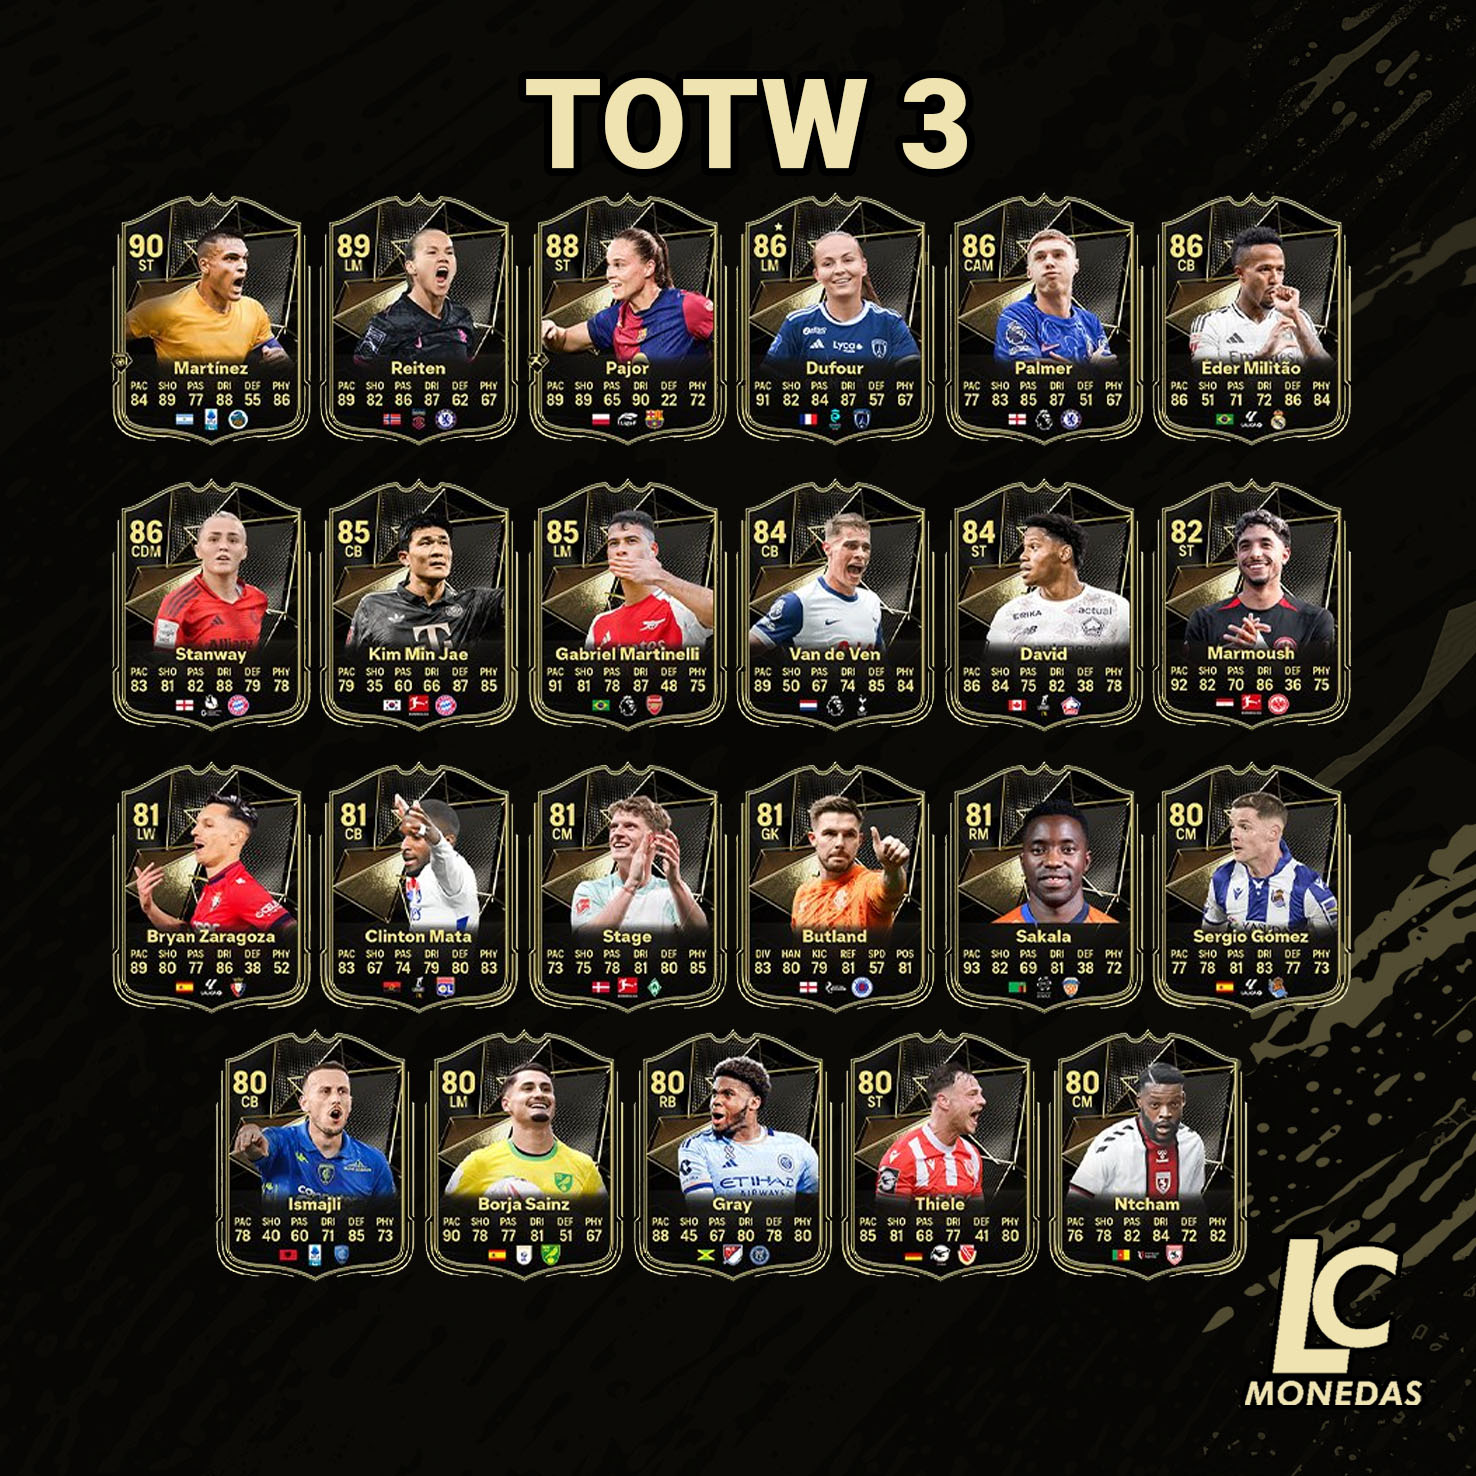 TOTW 3
90
ST
Martínez
PAC SHO PAS DRI DEF PHY
84 89 77 88 55 86
89
LM
Reiten
PAC SHO PAS DRI DEF PHY
89 82 86 87 62 67
88
ST
Pajor
PAC SHO PAS DRI DEF PHY
89 89 65 90 22 72
86
LM
Lyca
Dufour
PAC SHO PAS DRI DEF PHY
91 82 84 87 57 67
86
CAM
Palmer
PAC SHO PAS DRI DEF PHY
77 83 85 87 51 67
86
CB
Éder Militão
PAC SHO PAS DRI DEF PHY
86 51 71 72 86 84
86
CDM
Allianz
Stanway
PAC SHO PAS DRI DEF PHY
83 81 82 83 79 78
85
CB
T
Kim Min Jae
PAC SHO PAS DRI DEF PHY
79 35 60 66 87 85
85
LM
Gabriel Martinelli
PAC SHO PAS DRI DEF PHY
91 81 78 87 48 75
84
CB
Van de Ven
PAC SHO PAS DRI DEF PHY
89 50 67 74 85 84
84
ST
ERIKA
actual
David
PAC SHO PAS DRI DEF PHY
86 84 75 82 38 78
82
ST
Marmoush
PAC SHO PAS DRI DEF PHY
92 82 70 86 36 75
81
LW
Bryan Zaragoza
PAC SHO PAS DRI DEF PHY
89 80 77 86 38 52
81
CB
Clinton Mata
PAC SHO PAS DRI DEF PHY
83 67 74 79 80 83
81
CM
Stage
PAC SHO PAS DRI DEF PHY
73 75 78 81 80 85
81
GK
Butland
DIV HAN KIC REF SPD POS
83 80 79 81 57 81
81
RM
Sakala
PAC SHO PAS DRI DEF PHY
93 82 69 81 38 72
80
CM
Sergio Gómez
PAC SHO PAS DRI DEF PHY
77 78 81 83 77 73
80
CB
Ismajli
PAC SHO PAS DRI DEF PHY
78 40 60 71 85 73
80
LM
Borja Sainz
PAC SHO PAS DRI DEF PHY
90 78 77 81 51 67
80
RB
ETIHAD
AIRWAYS
Gray
PAC SHO PAS DRI DEF PHY
88 45 67 80 78 80
80
ST
Thiele
PAC SHO PAS DRI DEF PHY
85 81 68 77 41 80
80
CM
Ntcham
PAC SHO PAS DRI DEF PHY
76 78 82 84 72 82
LC
MONEDAS